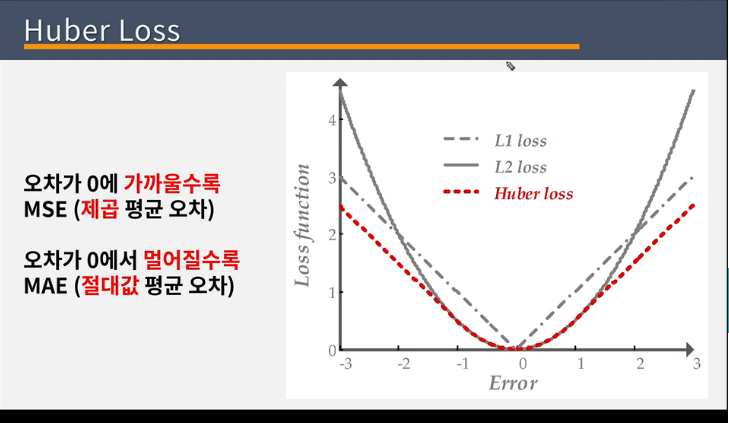 Huber Loss
오차가 0에 가까울수록
MSE (제곱 평균 오차)
오차가 0에서 멀어질수록
MAE (절대값 평균 오차)
Loss function
4
3
2
1
0
L1 loss
L2 loss
Huber loss
-3 -2 -1 0 1 2 3
Error